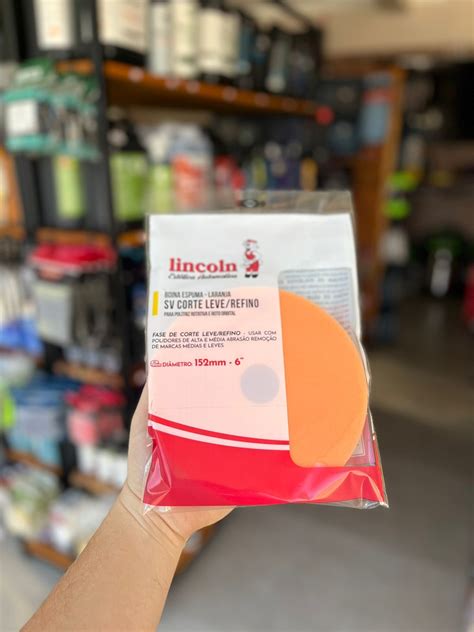 lincoln
Estética Automotiva
BOINA ESPUMA - LARANJA
SV CORTE LEVE/REFINO
PARA POLITRIZ ROTATIVA E ROTO ORBITAL
FASE DE CORTE LEVE/REFINO - USAR COM
POLIDORES DE ALTA E MÉDIA ABRASÃO REMOÇÃO
DE MARCAS MÉDIAS E LEVES
DIÂMETRO: 152mm - 6"